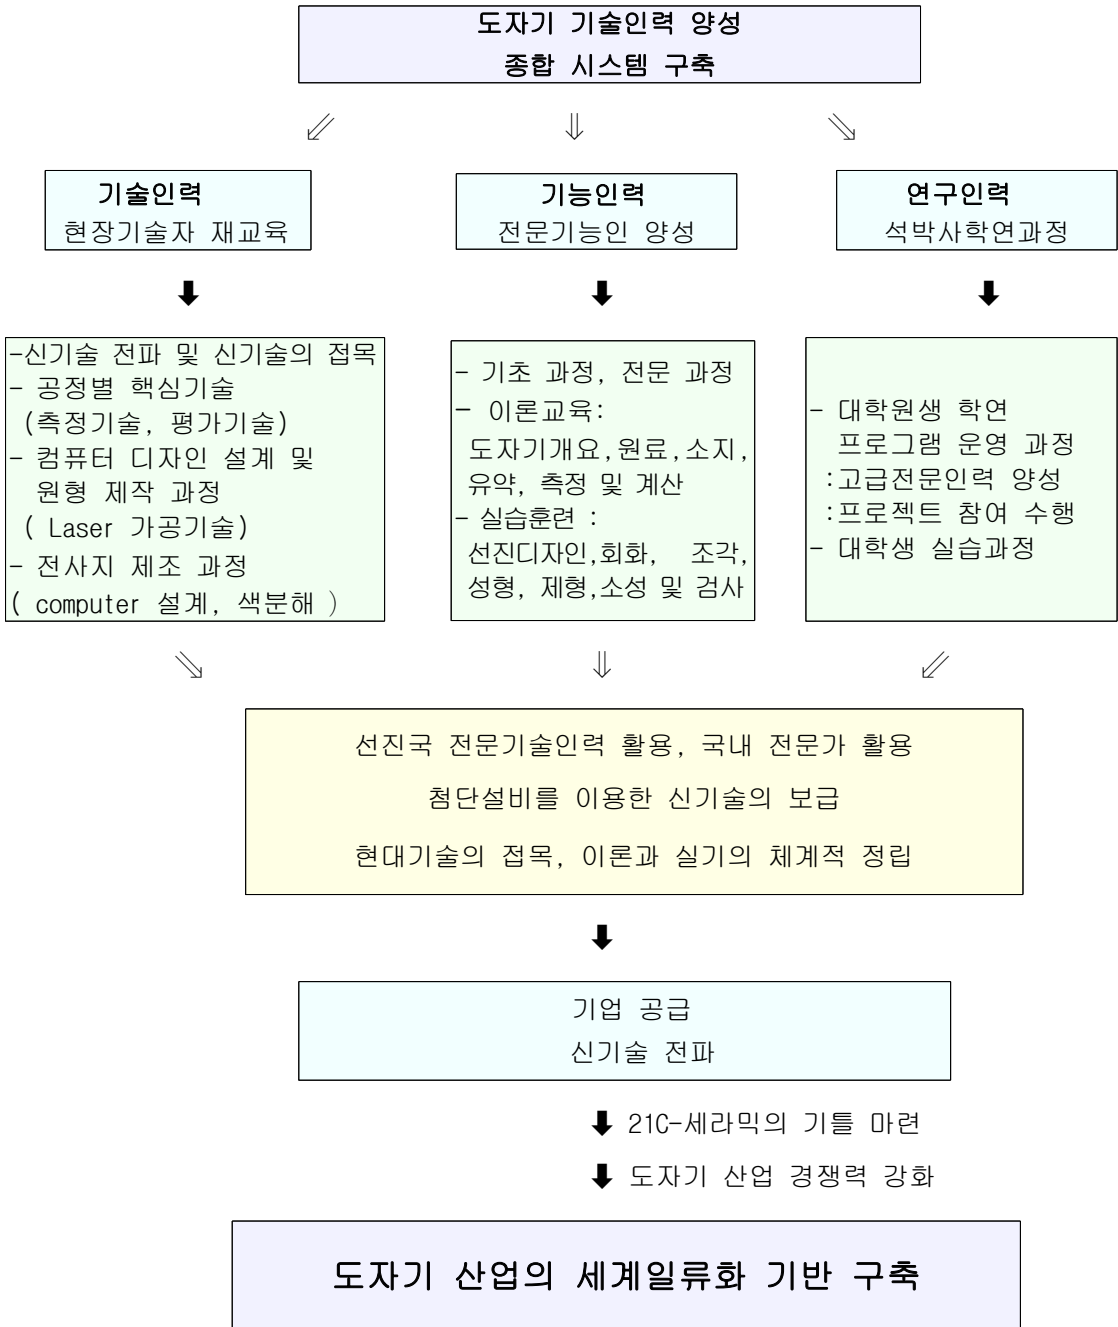 도자기 기술인력 양성
종합 시스템 구축
기술인력
현장기술자 재교육
기능인력
전문기능인 양성
연구인력
석박사학연과정
-신기술 전파 및 신기술의 접목
- 공정별 핵심기술
(측정기술, 평가기술)
- 컴퓨터 디자인 설계 및
원형 제작 과정
( Laser 가공기술)
- 전사지 제조 과정
( computer 설계, 색분해 )
- 기초 과정, 전문 과정
- 이론교육:
도자기개요,원료,소지,
유약, 측정 및 계산
- 실습훈련 :
선진디자인,회화, 조각,
성형, 제형,소성 및 검사
- 대학원생 학연
프로그램 운영 과정
:고급전문인력 양성
:프로젝트 참여 수행
- 대학생 실습과정
선진국 전문기술인력 활용, 국내 전문가 활용
첨단설비를 이용한 신기술의 보급
현대기술의 접목, 이론과 실기의 체계적 정립
기업 공급
신기술 전파
21C-세라믹의 기틀 마련
도자기 산업 경쟁력 강화
도자기 산업의 세계일류화 기반 구축